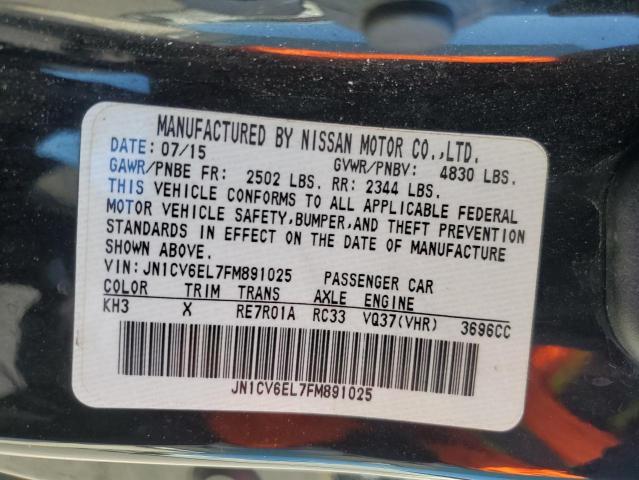 MANUFACTURED BY NISSAN MOTOR CO.,LTD.
DATE: 07/15 GVWR/PNBV: 4830 LBS.
GAWR/PNBE FR: 2502 LBS. RR: 2344 LBS.
THIS VEHICLE CONFORMS TO ALL APPLICABLE FEDERAL
MOTOR VEHICLE SAFETY,BUMPER,AND THEFT PREVENTION
STANDARDS IN EFFECT ON THE DATE OF MANUFACTURE
SHOWN ABOVE.
VIN:JN1CV6EL7FM891025 PASSENGER CAR
COLOR TRIM TRANS AXLE ENGINE
KH3 X RE7R01A RC33 VQ37(VHR) 3696CC
JN1CV6EL7FM891025